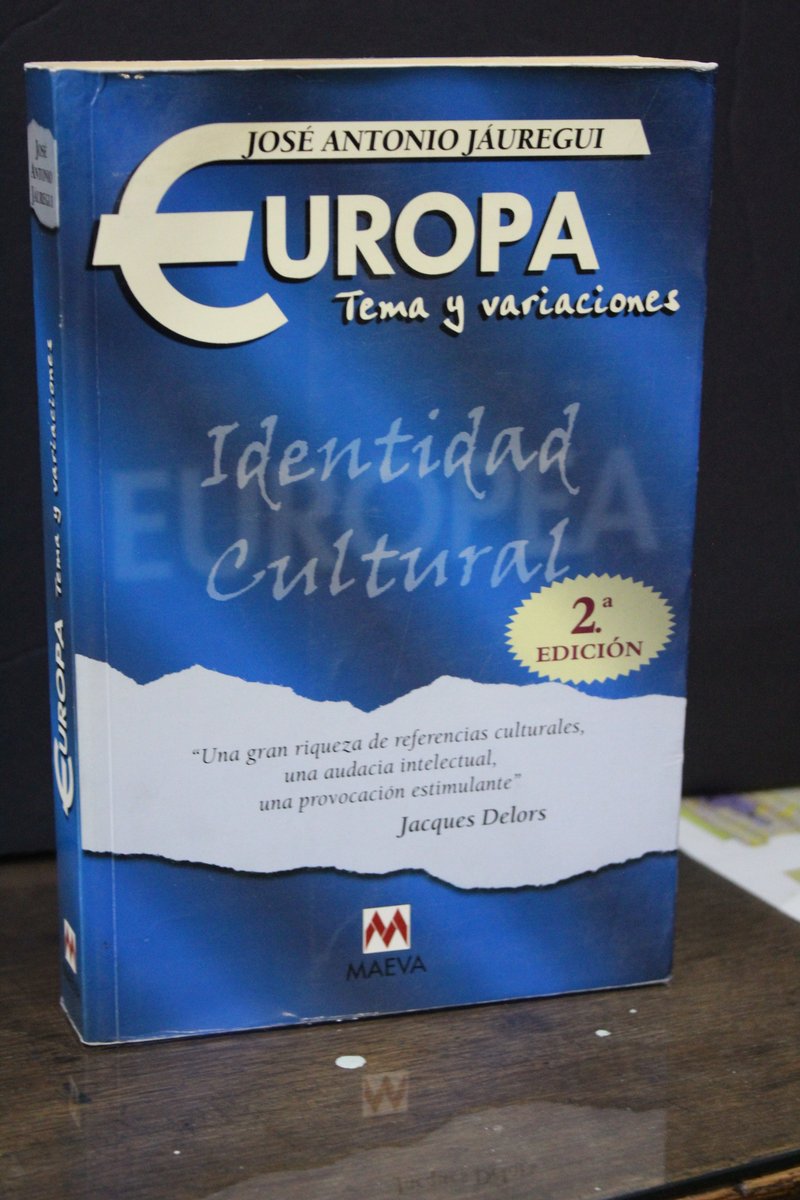 JOSÉ ANTONIO JÁUREGUI
EUROPA
Tema y variaciones
Identidad
EUROPEA
Cultural
2.ª
EDICIÓN
“Una gran riqueza de referencias culturales,
una audacia intelectual,
una provocación estimulante”
Jacques Delors
MAEVA
JOSÉ
ANTONIO
JÁUREGUI
EUROPA Tema y variaciones